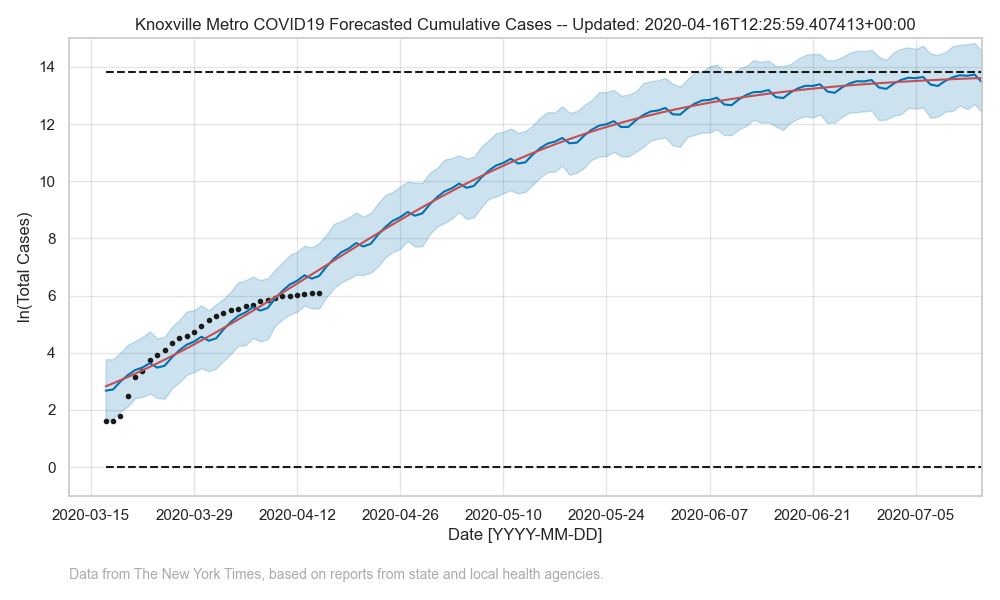 Knoxville Metro COVID19 Forecasted Cumulative Cases -- Updated: 2020-04-16T12:25:59.407413+00:00
14
12
10
8
6
4
2
0
ln(Total Cases)
2020-03-15 2020-03-29 2020-04-12 2020-04-26 2020-05-10 2020-05-24 2020-06-07 2020-06-21 2020-07-05
Date [YYYY-MM-DD]
Data from The New York Times, based on reports from state and local health agencies.